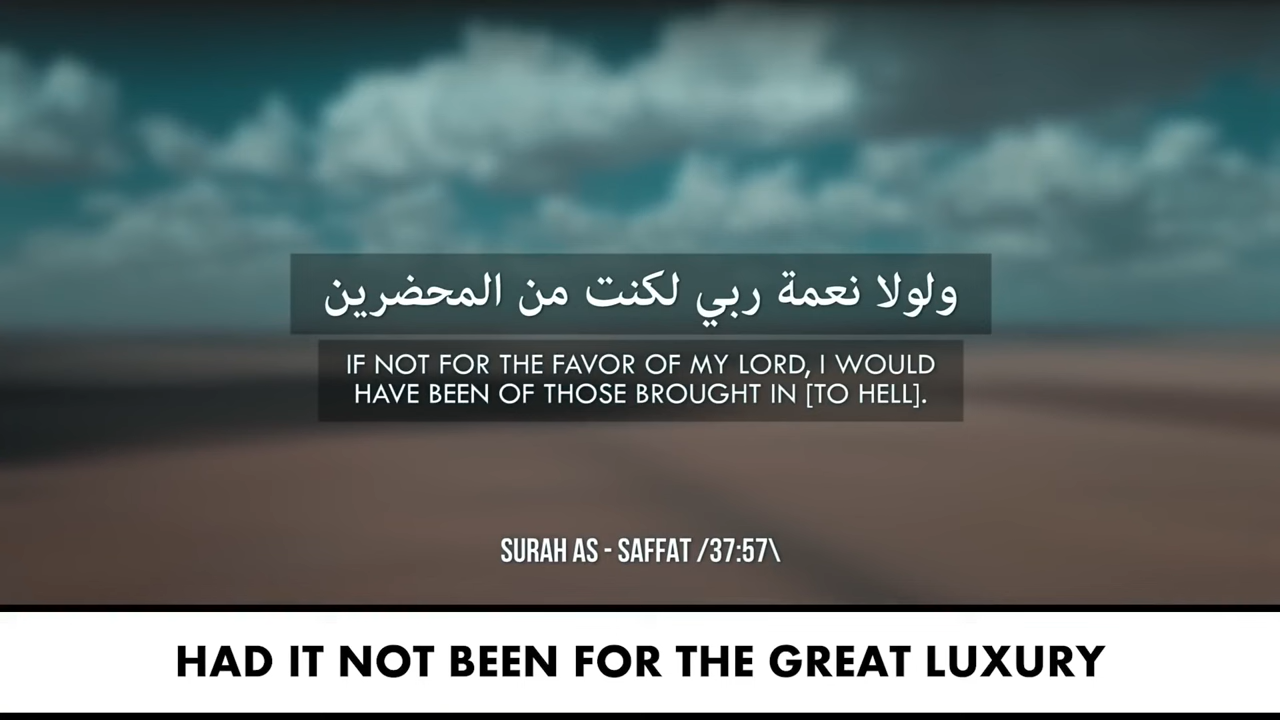 ولولا نعمة ربي لكنت من المحضرين
IF NOT FOR THE FAVOR OF MY LORD, I WOULD
HAVE BEEN OF THOSE BROUGHT IN [TO HELL].
SURAH AS - SAFFAT /37:57\
HAD IT NOT BEEN FOR THE GREAT LUXURY